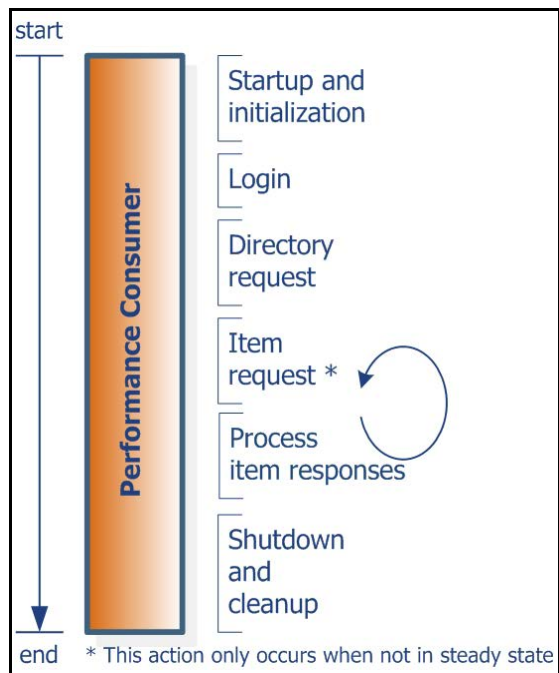 start
Performance Consumer
Startup and
initialization
Login
Directory
request
Item
request *
Process
item responses
Shutdown
and
cleanup
end
* This action only occurs when not in steady state